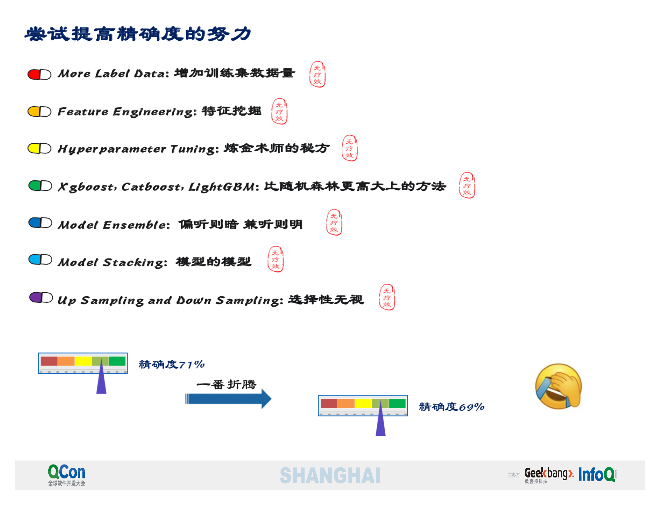 尝试提高精确度的努力
More Label Data: 增加训练集数据量 无疗效
Feature Engineering: 特征挖掘 无疗效
Hyperparameter Tuning: 炼金术师的秘方 无疗效
Xgboost, Catboost, LightGBM: 比随机森林更高大上的方法 无疗效
Model Ensemble: 偏听则暗 兼听则明 无疗效
Model Stacking: 模型的模型 无疗效
Up Sampling and Down Sampling: 选择性无视 无疗效
精确度71%
一番折腾
精确度69%
QCon
全球软件开发大会
SHANGHAI
Geekbang
InfoQ